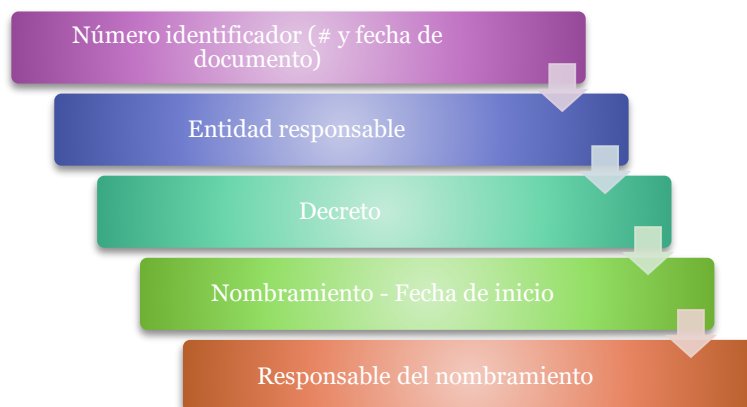 Número identificador (# y fecha de
documento)
Entidad responsable
Decreto
Nombramiento - Fecha de inicio
Responsable del nombramiento